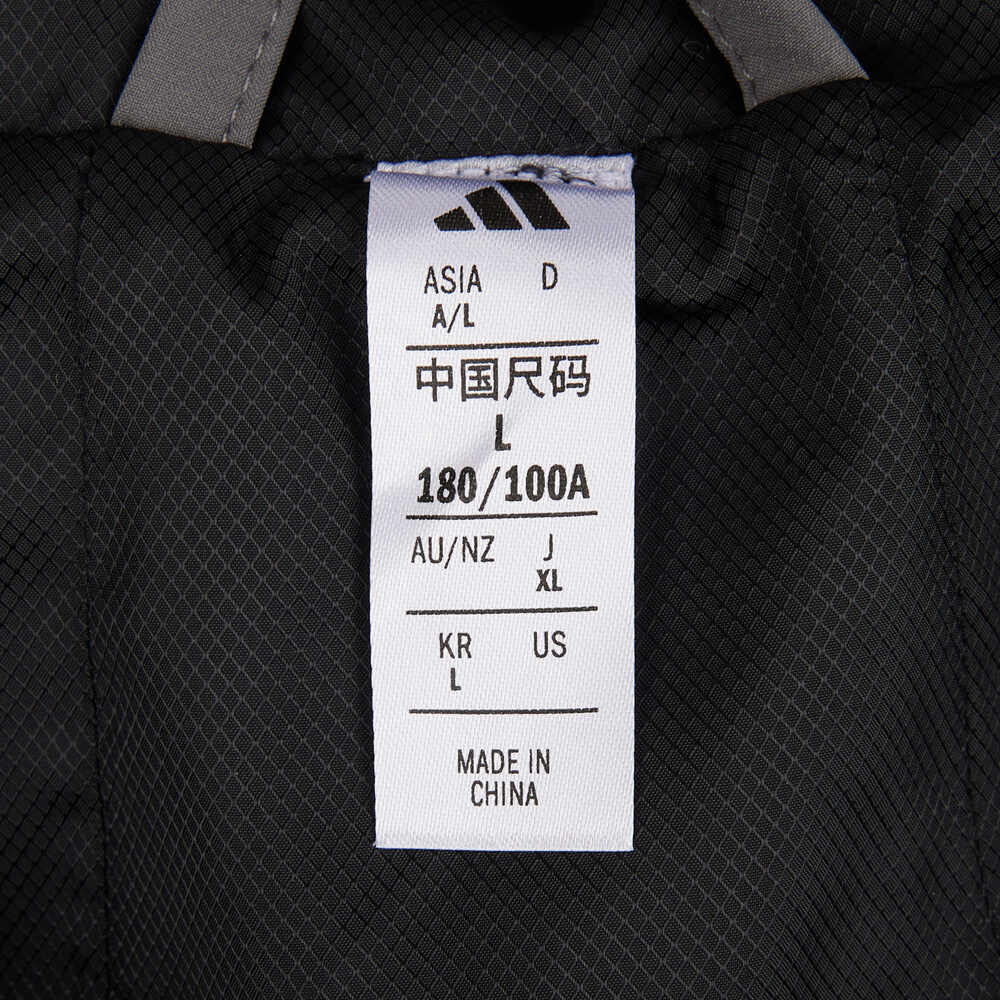 ASIA D
A/L
中国尺码
L
180/100A
AU/NZ J
XL
KR US
L
MADE IN
CHINA